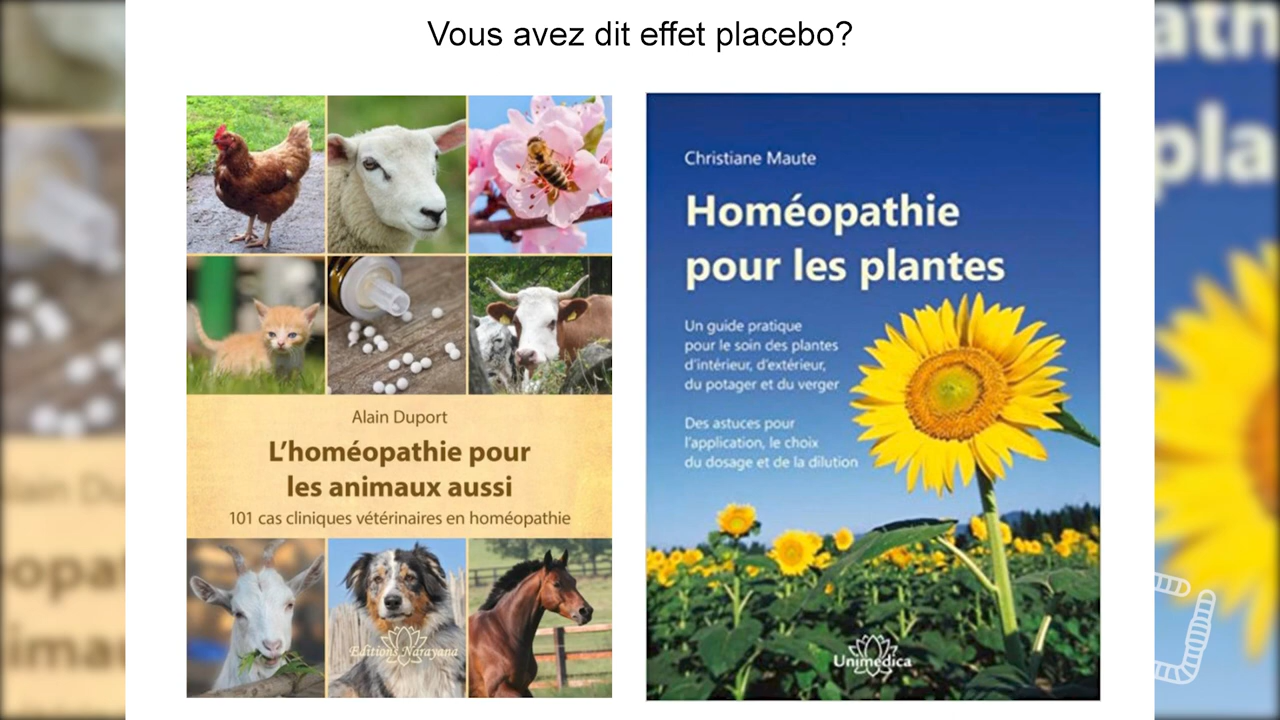 Vous avez dit effet placebo?
Alain Duport
L'homéopathie pour
les animaux aussi
101 cas cliniques vétérinaires en homéopathie
Editions Narayana
Christiane Maute
Homéopathie
pour les plantes
Un guide pratique
pour le soin des plantes
d'intérieur, d'extérieur,
du potager et du verger
Des astuces pour
l'application, le choix
du dosage et de la dilution
Unimedica